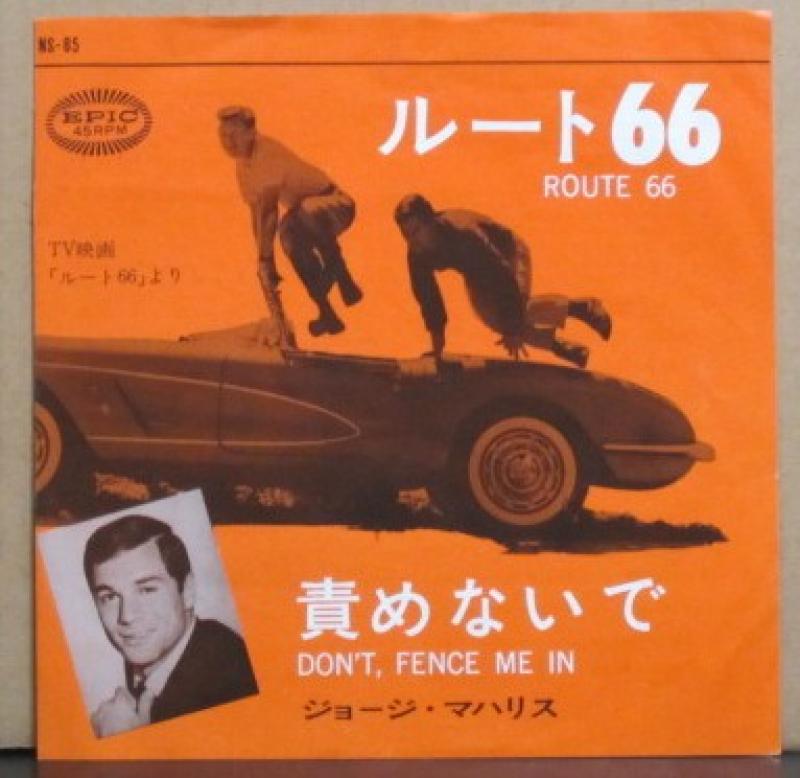 NS-85
EPIC
45RPM
ルート66
ROUTE 66
TV映画
「ルート66」より
責めないで
DON'T, FENCE ME IN
ジョージ・マハリス